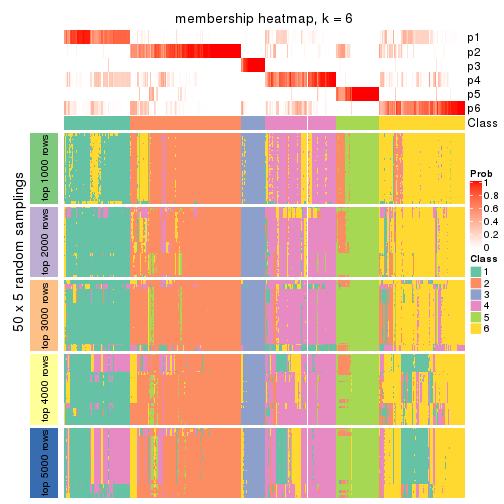 membership heatmap, k = 6
p1
p2
p3
p4
p5
p6
Class
50 x 5 random samplings
top 1000 rows
top 2000 rows
top 3000 rows
top 4000 rows
top 5000 rows
Prob
1
0.8
0.6
0.4
0.2
0
Class
1
2
3
4
5
6